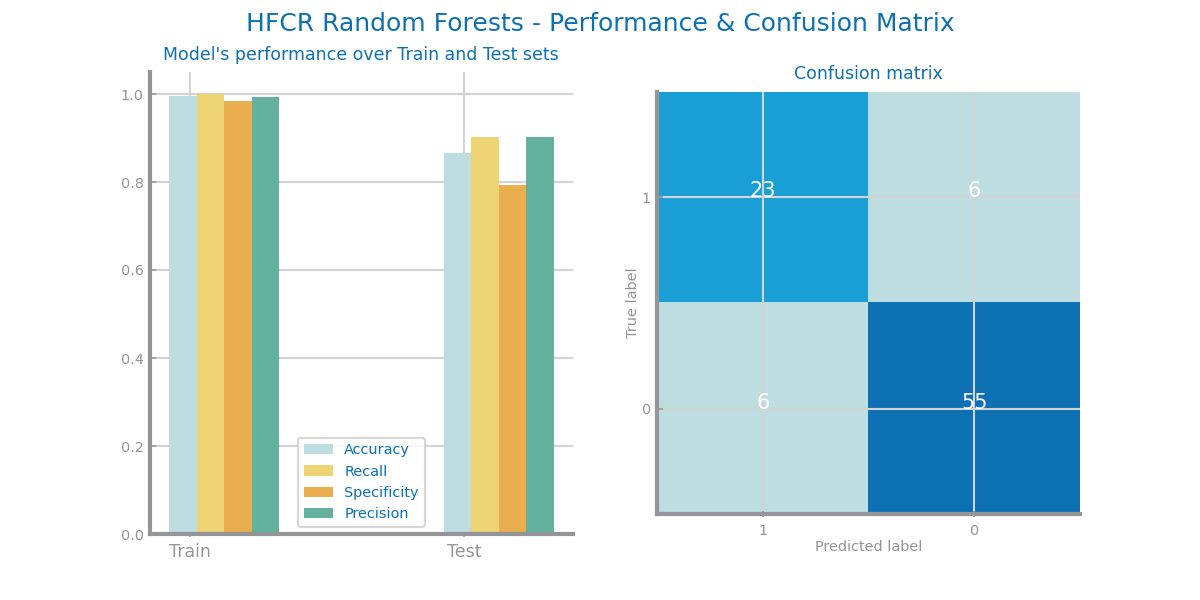 HFCR Random Forests - Performance & Confusion Matrix
Model's performance over Train and Test sets
1.0
0.8
0.6
0.4
0.2
0.0
Train
Test
Accuracy
Recall
Specificity
Precision
Confusion matrix
True label
1
0
23
6
6
55
1
0
Predicted label